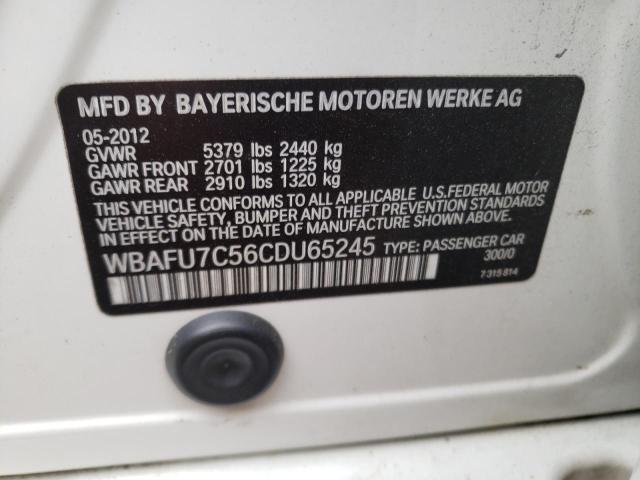 MFD BY BAYERISCHE MOTOREN WERKE AG
05-2012
GVWR 5379 lbs 2440 kg
GAWR FRONT 2701 lbs 1225 kg
GAWR REAR 2910 lbs 1320 kg
THIS VEHICLE CONFORMS TO ALL APPLICABLE U.S.FEDERAL MOTOR
VEHICLE SAFETY, BUMPER AND THEFT PREVENTION STANDARDS
IN EFFECT ON THE DATE OF MANUFACTURE SHOWN ABOVE.
WBAFU7C56CDU65245 TYPE: PASSENGER CAR
300/0
7 315 814